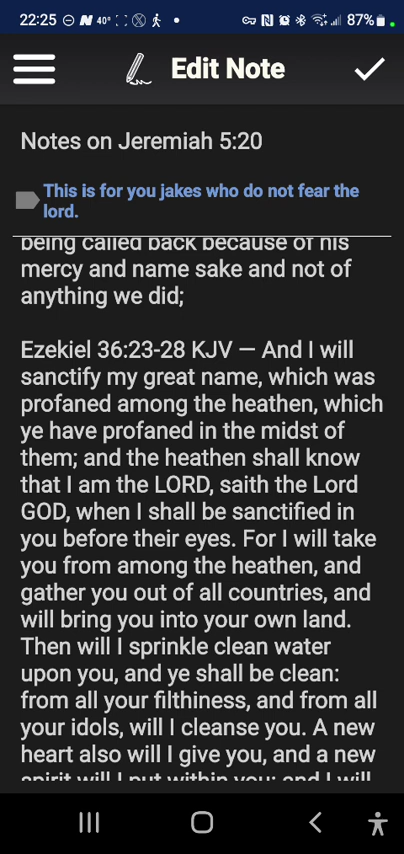 22:25 N 40° N 87%
Edit Note
Notes on Jeremiah 5:20
This is for you jakes who do not fear the
lord.
being called back because of his
mercy and name sake and not of
anything we did;
Ezekiel 36:23-28 KJV — And I will
sanctify my great name, which was
profaned among the heathen, which
ye have profaned in the midst of
them; and the heathen shall know
that I am the LORD, saith the Lord
GOD, when I shall be sanctified in
you before their eyes. For I will take
you from among the heathen, and
gather you out of all countries, and
will bring you into your own land.
Then will I sprinkle clean water
upon you, and ye shall be clean:
from all your filthiness, and from all
your idols, will I cleanse you. A new
heart also will I give you, and a new
spirit will I put within you: and I will